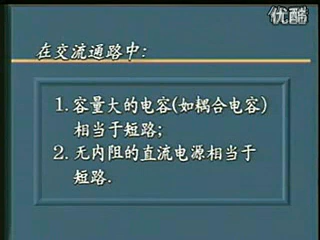 优酷
在交流通路中:
1. 容量大的电容(如耦合电容)
相当于短路;
2. 无内阻的直流电源相当于
短路.